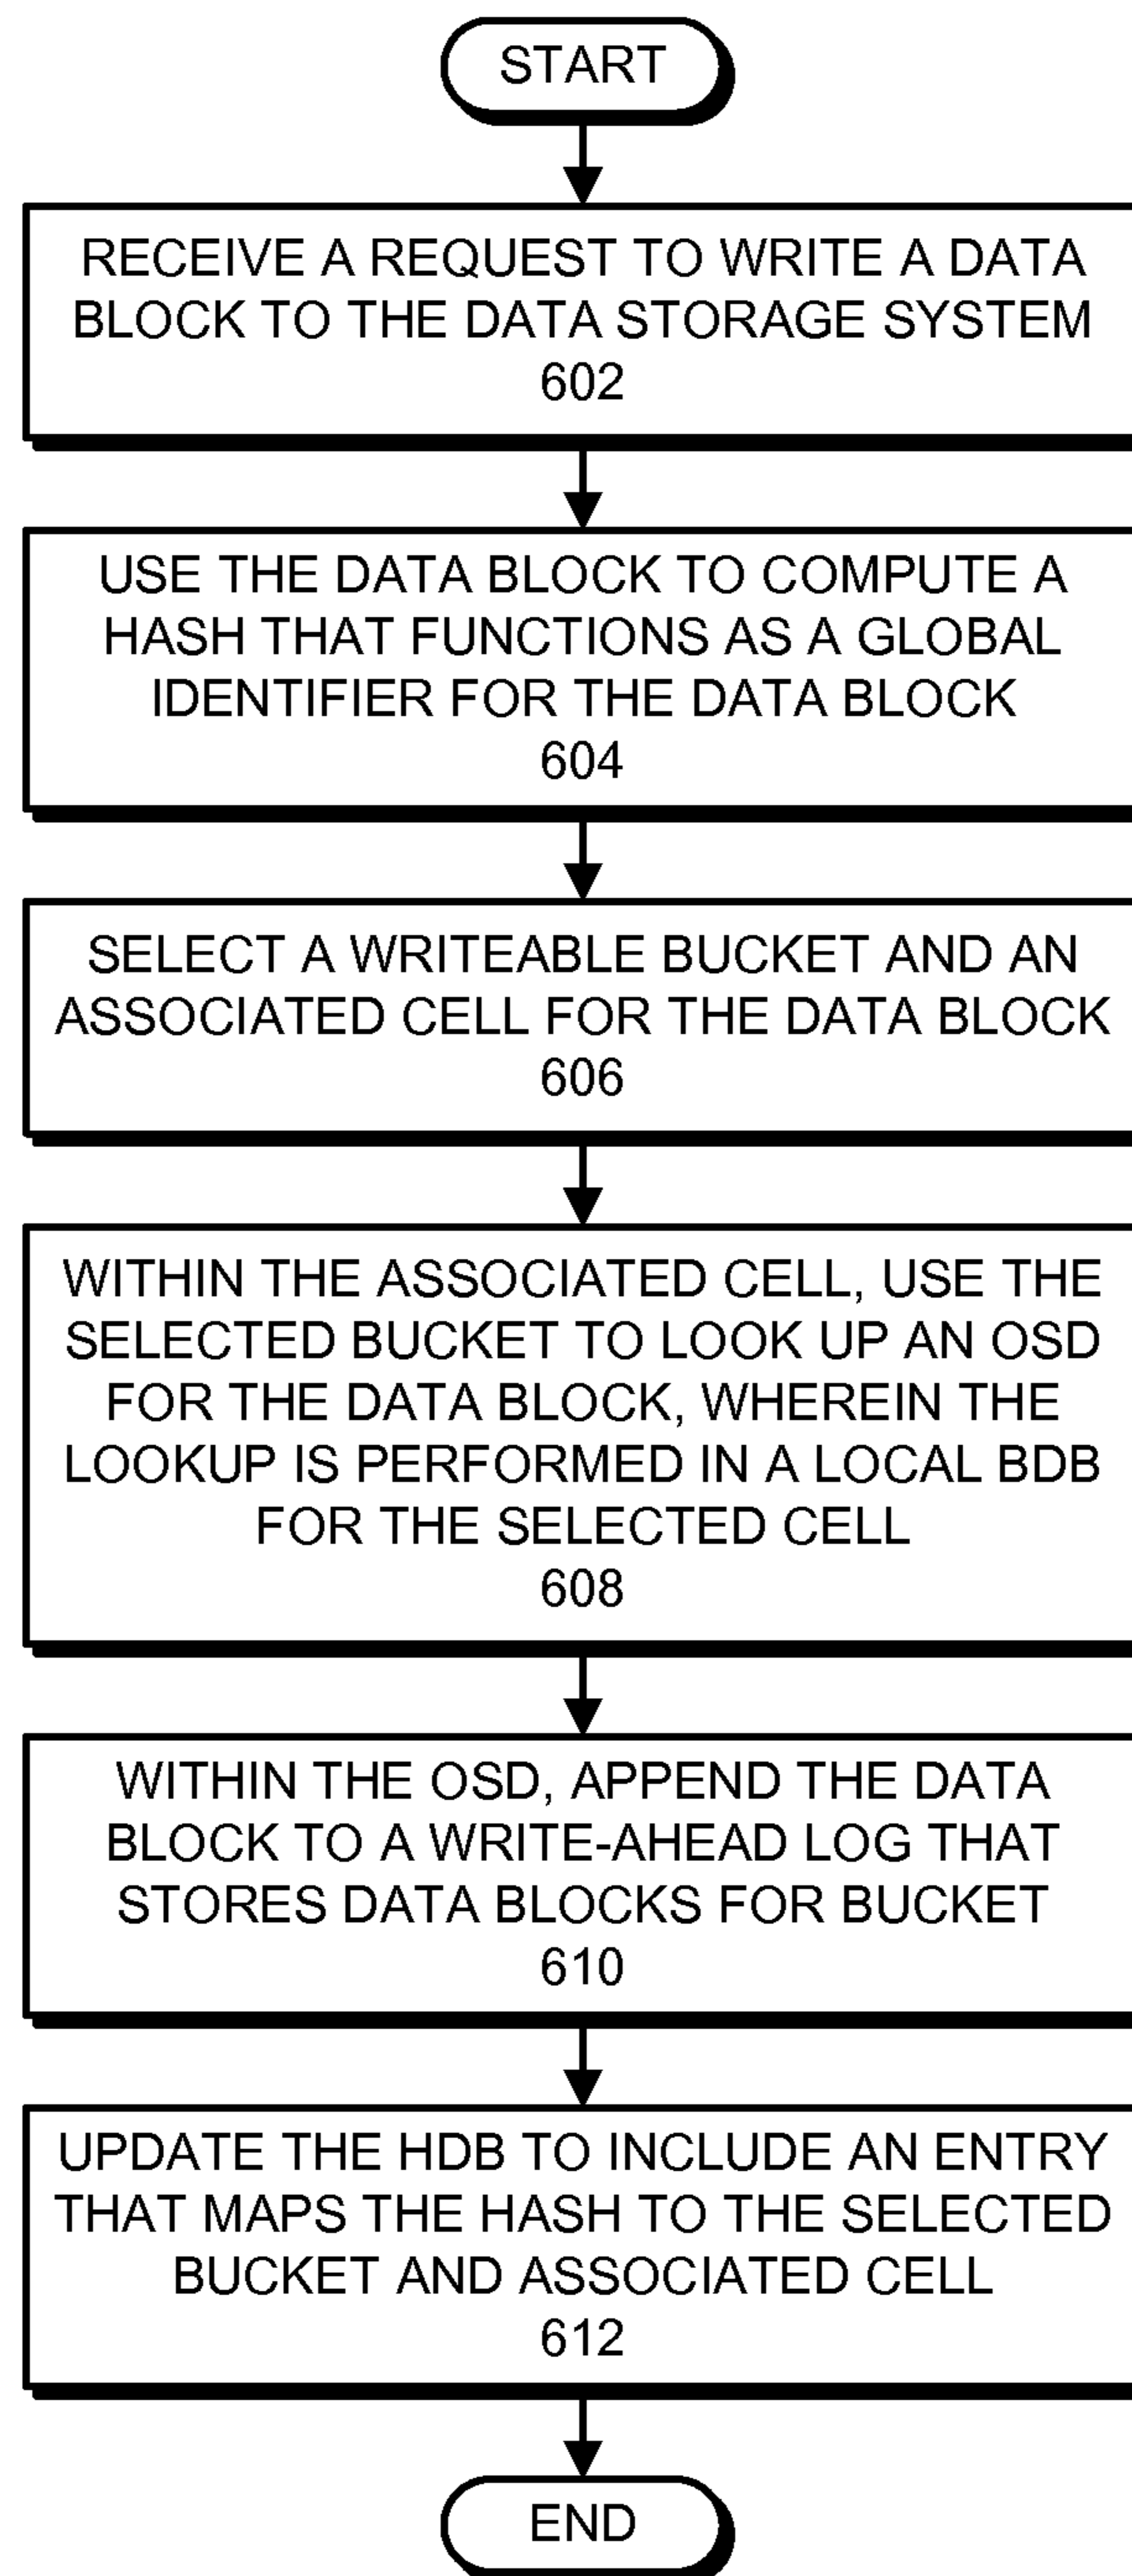 START
RECEIVE A REQUEST TO WRITE A DATA
BLOCK TO THE DATA STORAGE SYSTEM
602
USE THE DATA BLOCK TO COMPUTE A
HASH THAT FUNCTIONS AS A GLOBAL
IDENTIFIER FOR THE DATA BLOCK
604
SELECT A WRITEABLE BUCKET AND AN
ASSOCIATED CELL FOR THE DATA BLOCK
606
WITHIN THE ASSOCIATED CELL, USE THE
SELECTED BUCKET TO LOOK UP AN OSD
FOR THE DATA BLOCK, WHEREIN THE
LOOKUP IS PERFORMED IN A LOCAL BDB
FOR THE SELECTED CELL
608
WITHIN THE OSD, APPEND THE DATA
BLOCK TO A WRITE-AHEAD LOG THAT
STORES DATA BLOCKS FOR BUCKET
610
UPDATE THE HDB TO INCLUDE AN ENTRY
THAT MAPS THE HASH TO THE SELECTED
BUCKET AND ASSOCIATED CELL
612
END